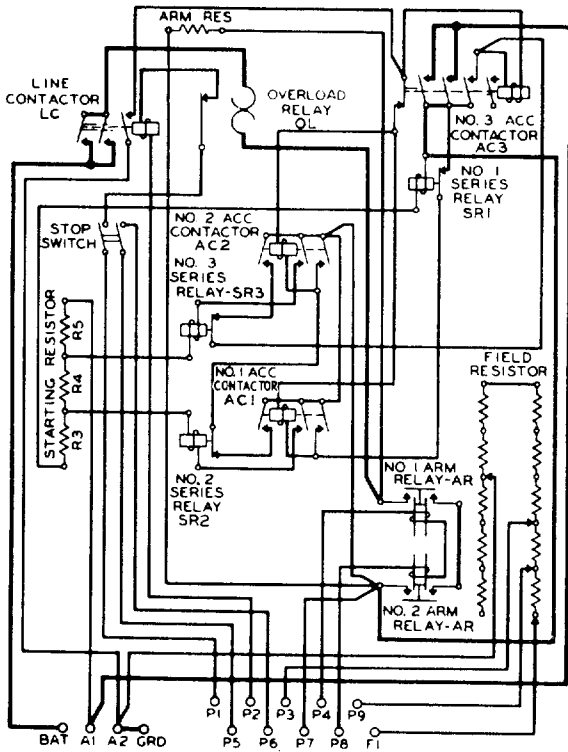 ARM RES
LINE
CONTACTOR
LC
OVERLOAD
RELAY
OL
NO. 3 ACC
CONTACTOR
AC3
NO. 1
SERIES
RELAY
SR1
STOP
SWITCH
NO. 2 ACC
CONTACTOR
AC2
NO. 3
SERIES
RELAY-SR3
STARTING RESISTOR
R5
R4
R3
FIELD
RESISTOR
NO. 1 ACC
CONTACTOR
AC1
NO. 2
SERIES
RELAY
SR2
NO. 1 ARM
RELAY-AR
NO. 2 ARM
RELAY-AR
P1 P2 P3 P4 P9
BAT A1 A2 GRD P5 P6 P7 P8 F1